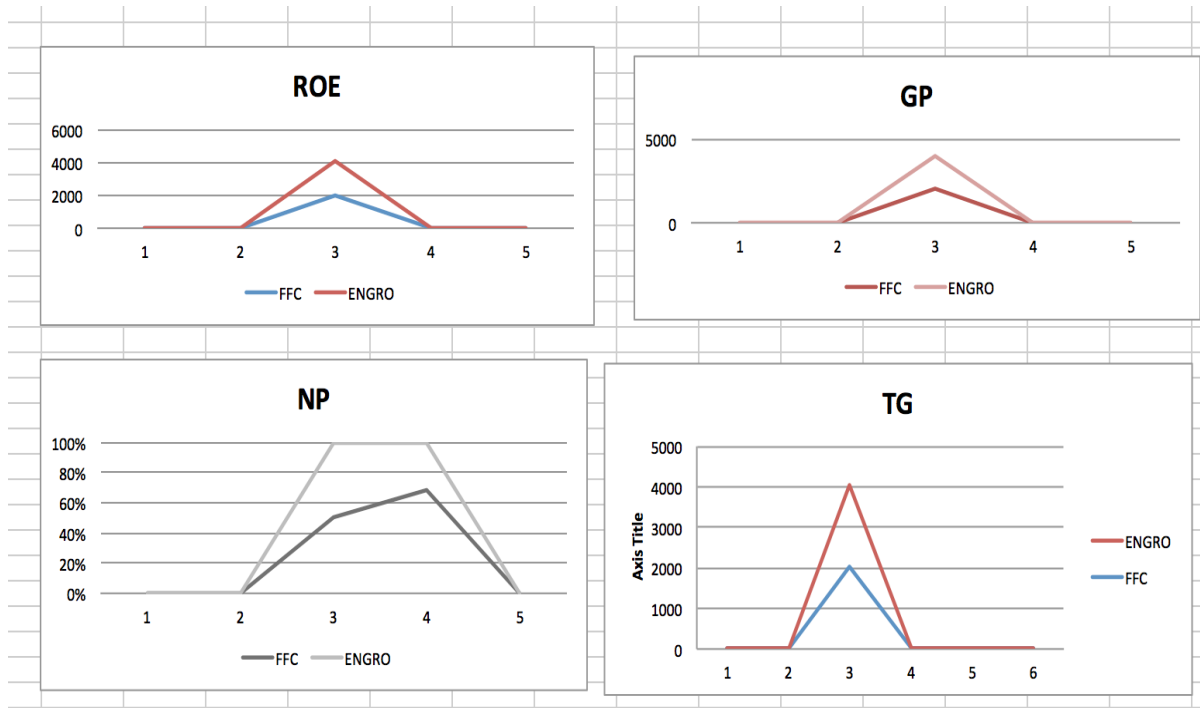 ROE
6000
4000
2000
0
1 2 3 4 5
FFC ENGRO
GP
5000
0
1 2 3 4 5
FFC ENGRO
NP
100%
80%
60%
40%
20%
0%
1 2 3 4 5
FFC ENGRO
TG
5000
4000
3000
2000
1000
0
Axis Title
1 2 3 4 5 6
ENGRO
FFC